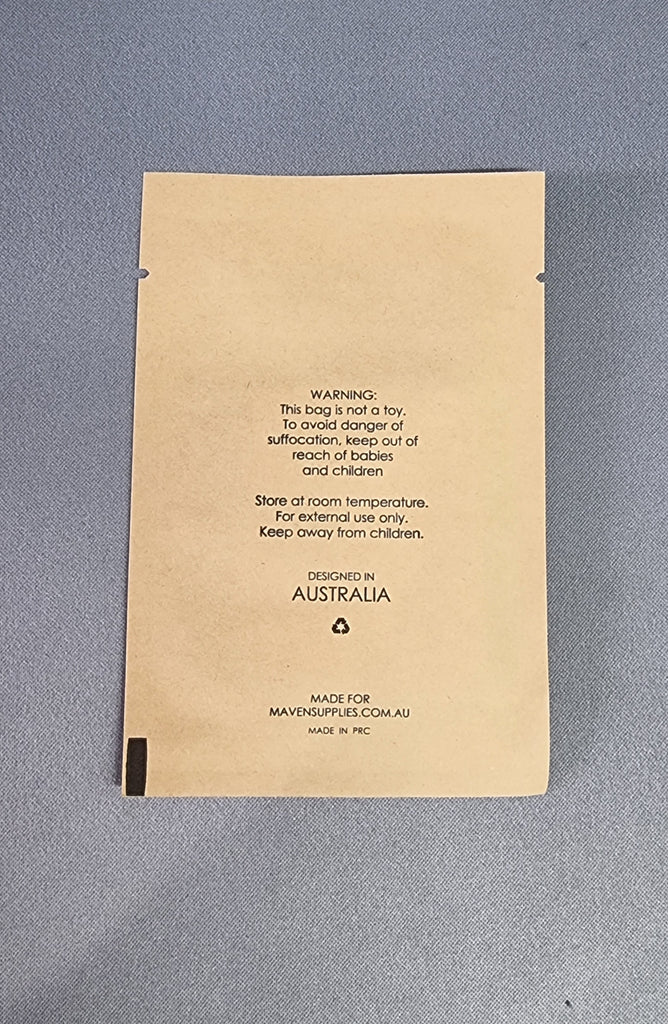 WARNING:
This bag is not a toy.
To avoid danger of
suffocation, keep out of
reach of babies
and children
Store at room temperature.
For external use only.
Keep away from children.
DESIGNED IN
AUSTRALIA
MADE FOR
MAVENSUPPLIES.COM.AU
MADE IN PRC